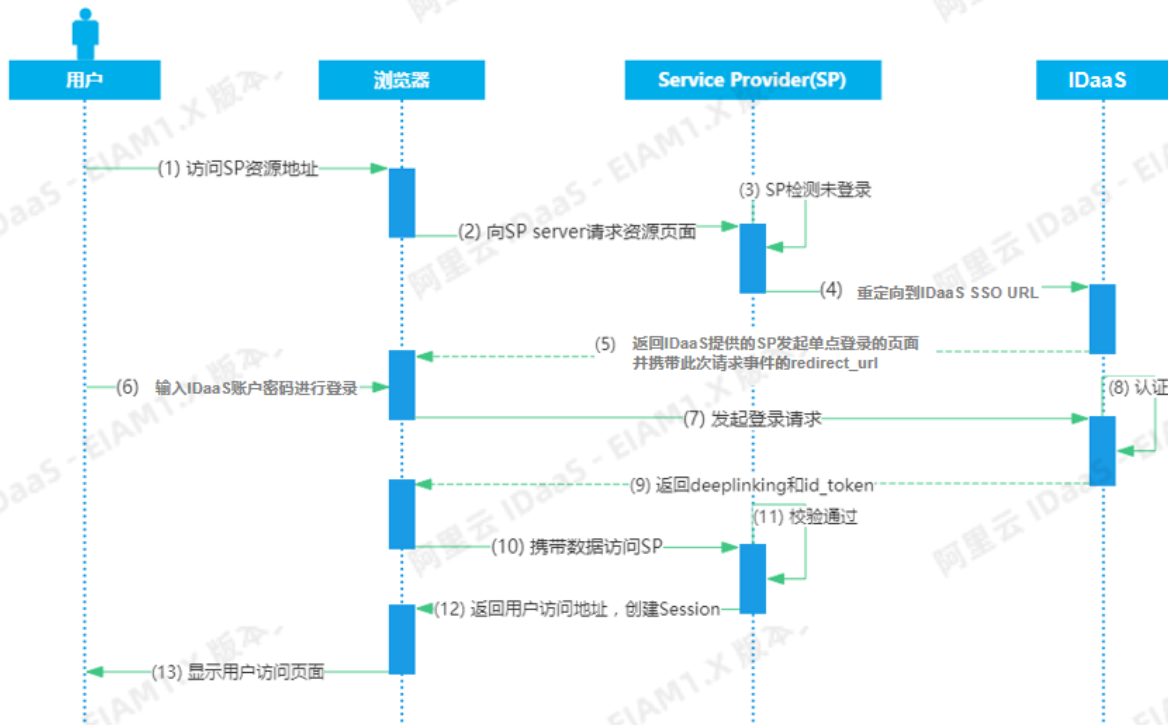 用户
浏览器
Service Provider(SP)
IDaaS
(1) 访问SP资源地址
(3) SP检测未登录
(2) 向SP server请求资源页面
(4) 重定向到IDaaS SSO URL
(5) 返回IDaaS提供的SP发起单点登录的页面
并携带此次请求事件的redirect_url
(6) 输入IDaaS账户密码进行登录
(8) 认证
(7) 发起登录请求
(9) 返回deeplinking和id_token
(11) 校验通过
(10) 携带数据访问SP
(12) 返回用户访问地址，创建Session
(13) 显示用户访问页面
阿里云 IDaaS - EIAM1.X 版本